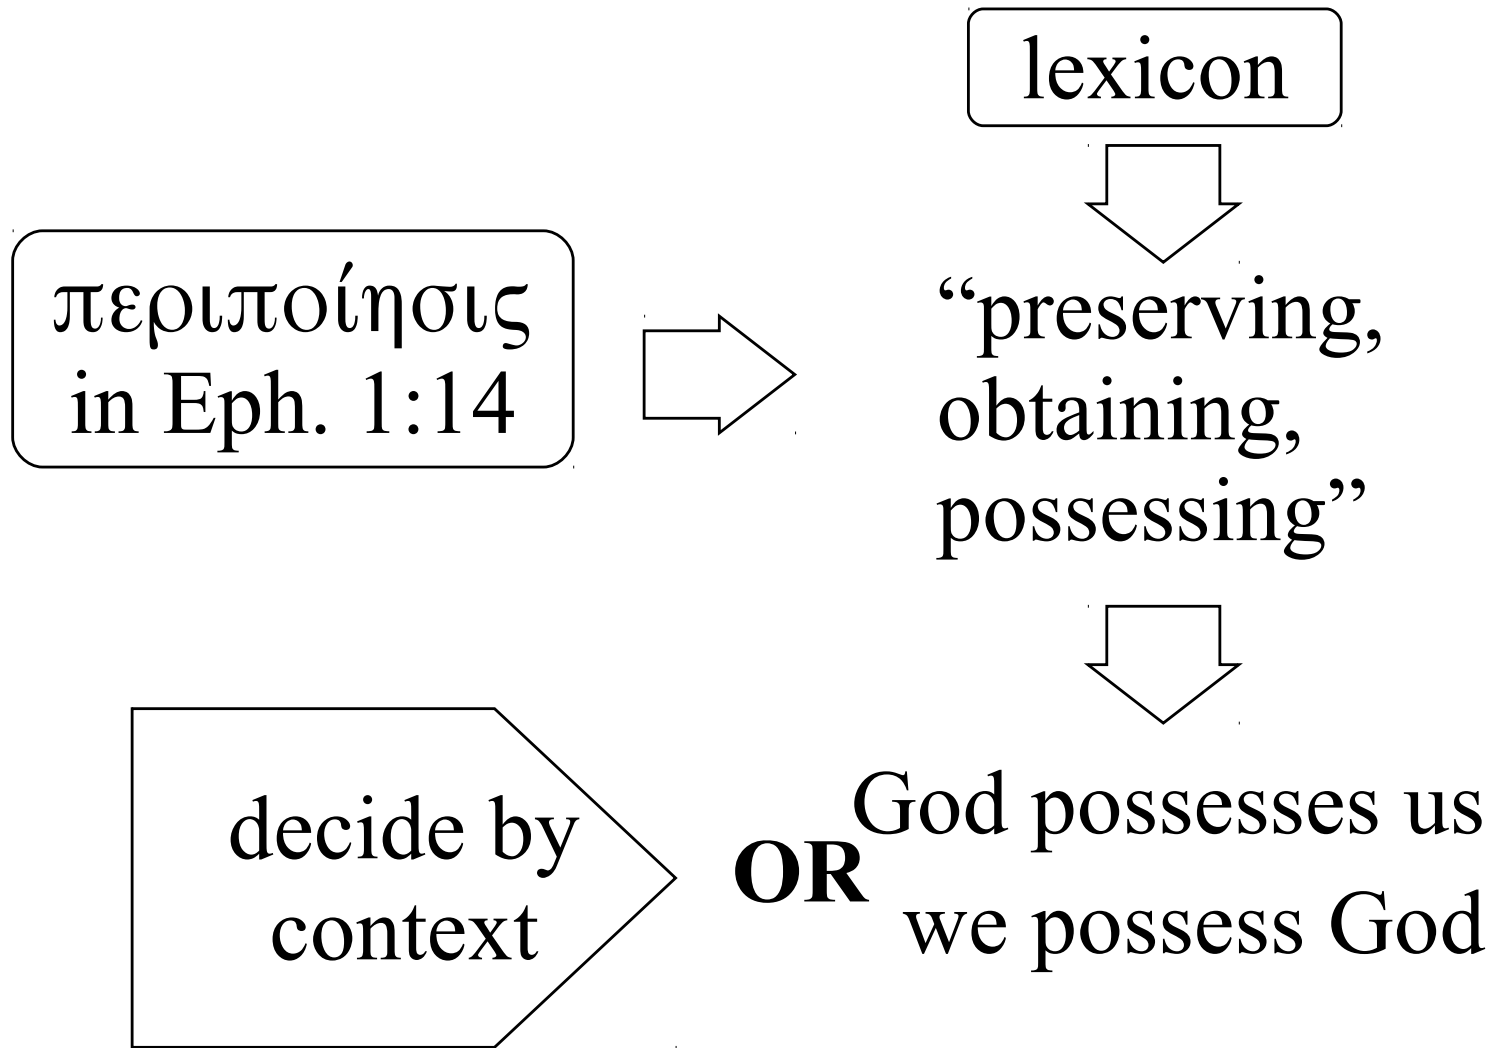 lexicon
περιποίησις
in Eph. 1:14
“preserving,
obtaining,
possessing”
decide by
context
OR
God possesses us
we possess God